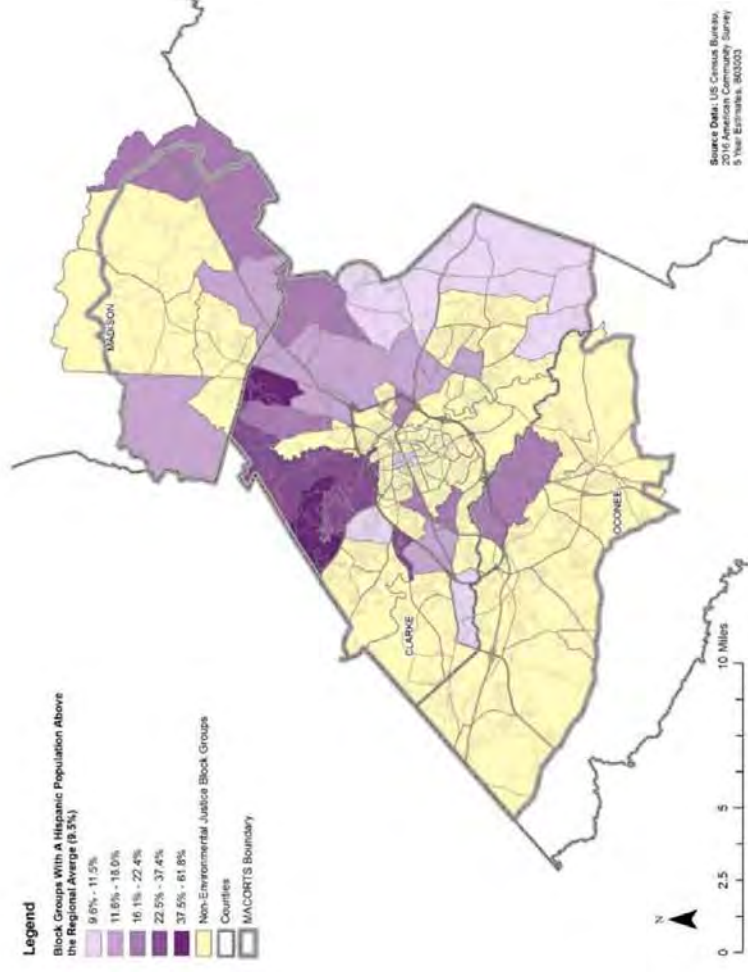 Legend
Block Groups With A Hispanic Population Above
the Regional Averge (9.5%)
9.6% - 11.5%
11.6% - 16.0%
16.1% - 22.4%
22.5% - 37.4%
37.5% - 61.8%
Non-Environmental Justice Block Groups
Counties
MACORTS Boundary
MADISON
CLARKE
OCONEE
N
0 2.5 5 10 Miles
Source Data: US Census Bureau,
2016 American Community Survey
5 Year Estimates, B03003